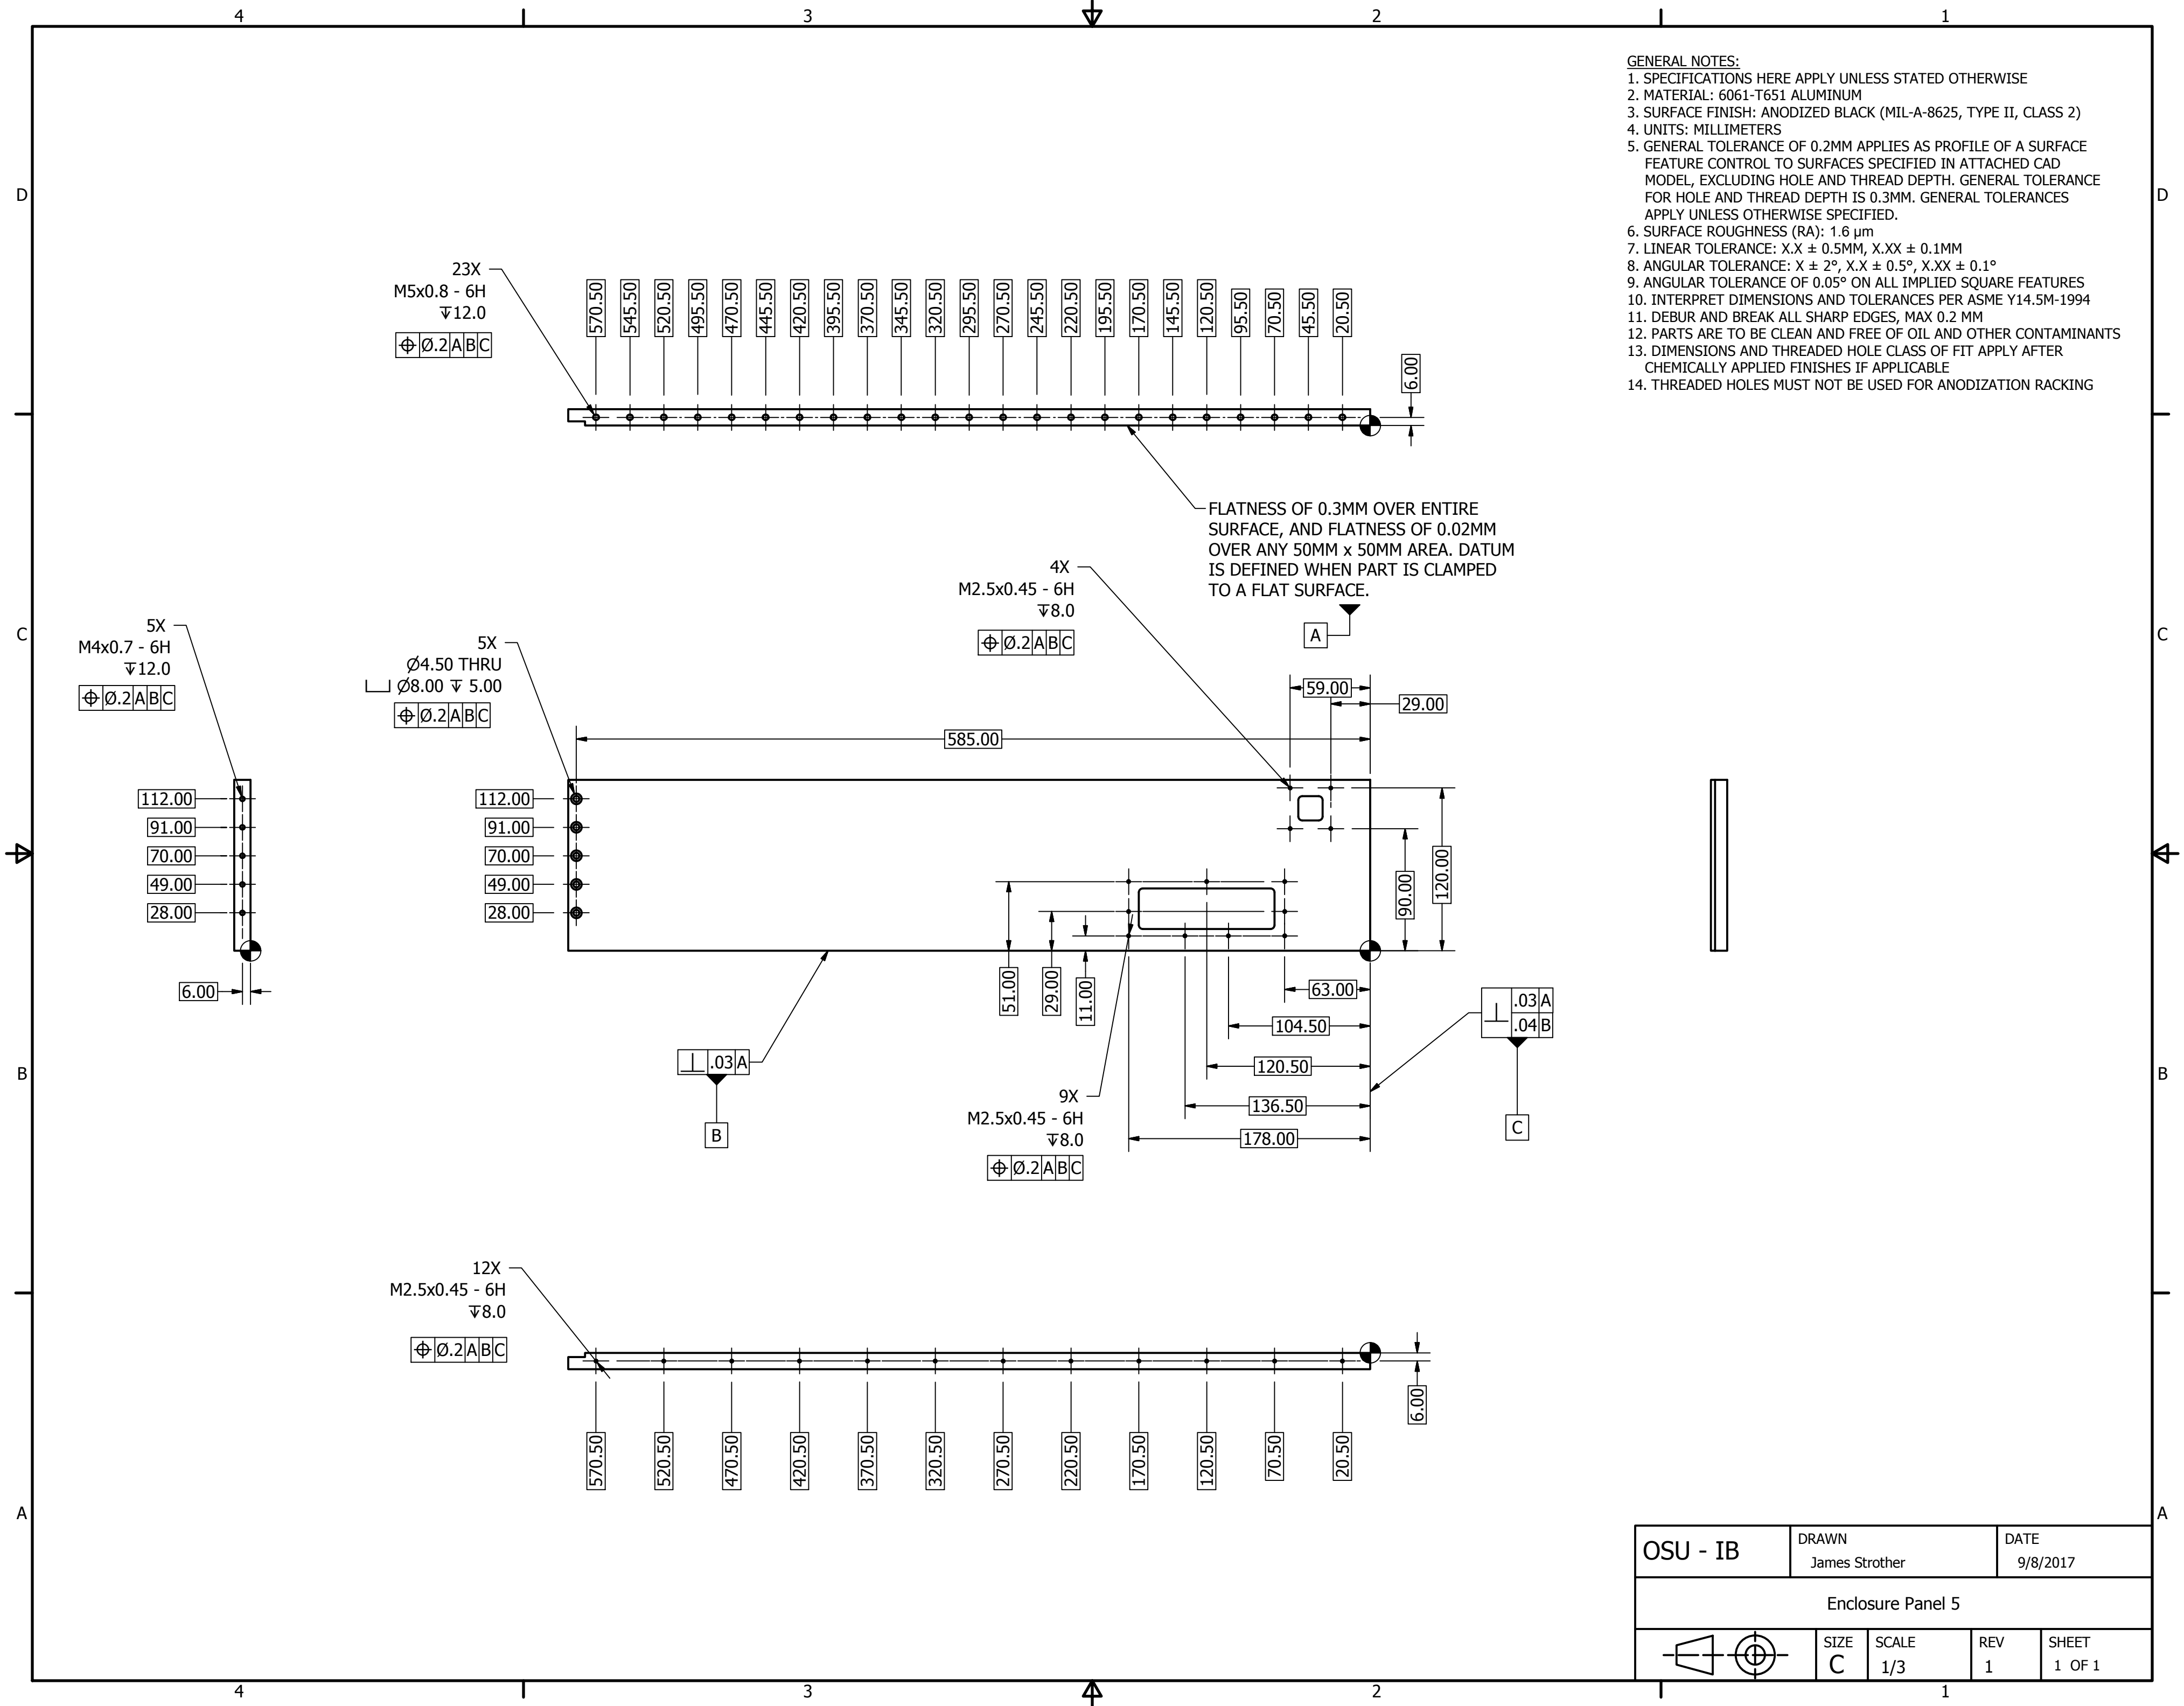 4 3 2 1
GENERAL NOTES:
1. SPECIFICATIONS HERE APPLY UNLESS STATED OTHERWISE
2. MATERIAL: 6061-T651 ALUMINUM
3. SURFACE FINISH: ANODIZED BLACK (MIL-A-8625, TYPE II, CLASS 2)
4. UNITS: MILLIMETERS
5. GENERAL TOLERANCE OF 0.2MM APPLIES AS PROFILE OF A SURFACE
FEATURE CONTROL TO SURFACES SPECIFIED IN ATTACHED CAD
MODEL, EXCLUDING HOLE AND THREAD DEPTH. GENERAL TOLERANCE
FOR HOLE AND THREAD DEPTH IS 0.3MM. GENERAL TOLERANCES
APPLY UNLESS OTHERWISE SPECIFIED.
6. SURFACE ROUGHNESS (RA): 1.6 µm
7. LINEAR TOLERANCE: X.X ± 0.5MM, X.XX ± 0.1MM
8. ANGULAR TOLERANCE: X ± 2°, X.X ± 0.5°, X.XX ± 0.1°
9. ANGULAR TOLERANCE OF 0.05° ON ALL IMPLIED SQUARE FEATURES
10. INTERPRET DIMENSIONS AND TOLERANCES PER ASME Y14.5M-1994
11. DEBUR AND BREAK ALL SHARP EDGES, MAX 0.2 MM
12. PARTS ARE TO BE CLEAN AND FREE OF OIL AND OTHER CONTAMINANTS
13. DIMENSIONS AND THREADED HOLE CLASS OF FIT APPLY AFTER
CHEMICALLY APPLIED FINISHES IF APPLICABLE
14. THREADED HOLES MUST NOT BE USED FOR ANODIZATION RACKING
D D
23X
M5x0.8 - 6H
↧12.0
⌖ Ø.2 A B C
570.50 545.50 520.50 495.50 470.50 445.50 420.50 395.50 370.50 345.50 320.50 295.50 270.50 245.50 220.50 195.50 170.50 145.50 120.50 95.50 70.50 45.50 20.50
6.00
FLATNESS OF 0.3MM OVER ENTIRE
SURFACE, AND FLATNESS OF 0.02MM
OVER ANY 50MM x 50MM AREA. DATUM
IS DEFINED WHEN PART IS CLAMPED
TO A FLAT SURFACE.
A
4X
M2.5x0.45 - 6H
↧8.0
⌖ Ø.2 A B C
C C
5X
M4x0.7 - 6H
↧12.0
⌖ Ø.2 A B C
5X
Ø4.50 THRU
⌴ Ø8.00 ↧ 5.00
⌖ Ø.2 A B C
59.00
29.00
585.00
112.00
91.00
70.00
49.00
28.00
6.00
112.00
91.00
70.00
49.00
28.00
90.00
120.00
51.00
29.00
11.00
63.00
104.50
120.50
136.50
178.00
⟂ .03 A
.04 B
C
⟂ .03 A
B
B B
9X
M2.5x0.45 - 6H
↧8.0
⌖ Ø.2 A B C
12X
M2.5x0.45 - 6H
↧8.0
⌖ Ø.2 A B C
6.00
570.50 520.50 470.50 420.50 370.50 320.50 270.50 220.50 170.50 120.50 70.50 20.50
A A
OSU - IB
DRAWN
James Strother
DATE
9/8/2017
Enclosure Panel 5
SIZE
C
SCALE
1/3
REV
1
SHEET
1 OF 1
4 3 2 1